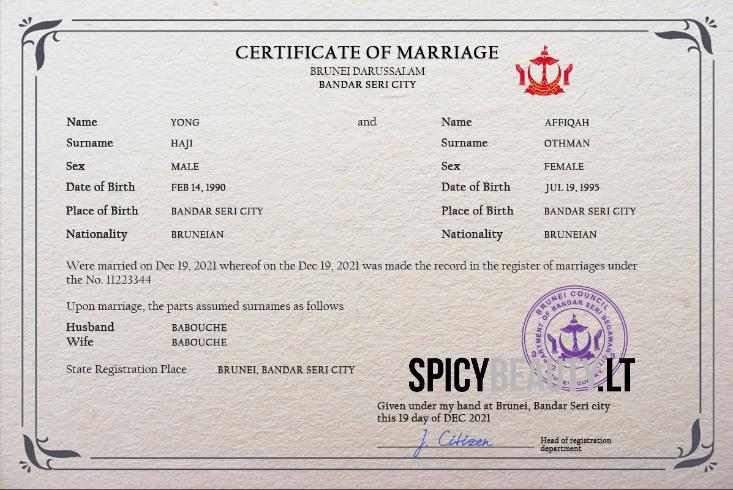 CERTIFICATE OF MARRIAGE
BRUNEI DARUSSALAM
BANDAR SERI CITY
Name YONG and Name AFFIQAH
Surname HAJI Surname OTHMAN
Sex MALE Sex FEMALE
Date of Birth FEB 14, 1990 Date of Birth JUL 19, 1995
Place of Birth BANDAR SERI CITY Place of Birth BANDAR SERI CITY
Nationality BRUNEIAN Nationality BRUNEIAN
Were married on Dec 19, 2021 whereof on the Dec 19, 2021 was made the record in the register of marriages under
the No. 11223344
Upon marriage, the parts assumed surnames as follows
Husband BABOUCHE
Wife BABOUCHE
State Registration Place BRUNEI, BANDAR SERI CITY
BRUNEI COUNCIL
OF BANDAR SERI BEGAWAN
SPICYBEAUTY.LT
Given under my hand at Brunei, Bandar Seri city
this 19 day of DEC 2021
J. Citizen
Head of registration
department